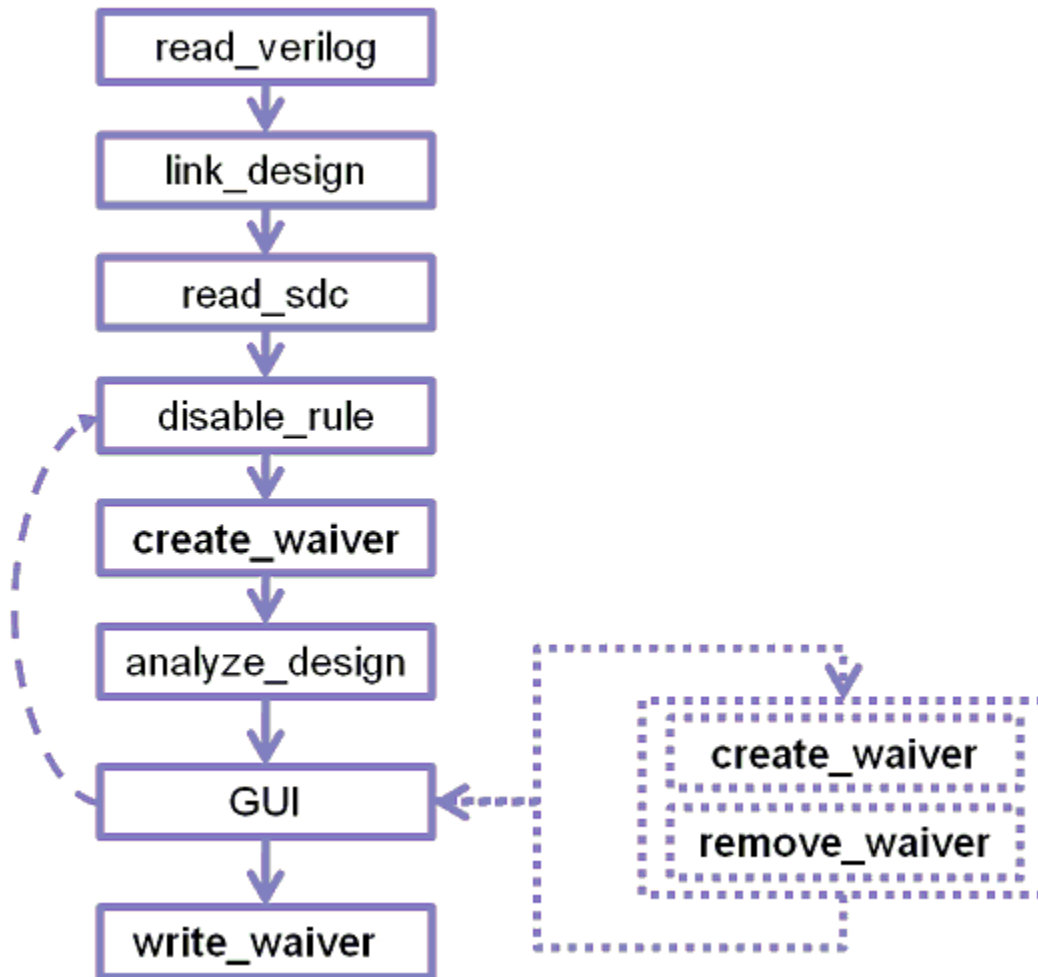 read_verilog
link_design
read_sdc
disable_rule
create_waiver
analyze_design
GUI
write_waiver
create_waiver
remove_waiver